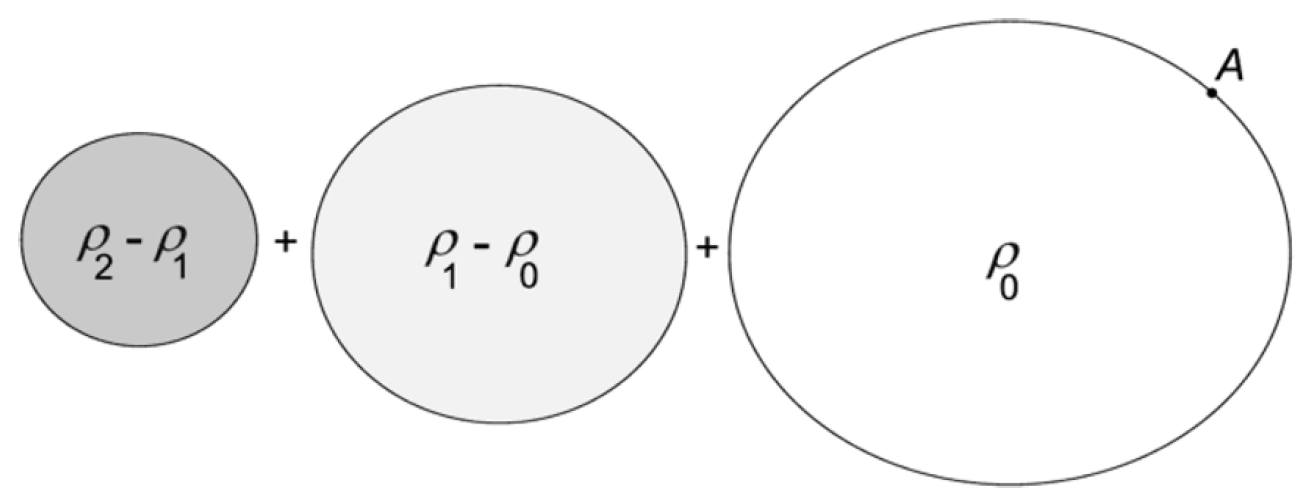 A
ρ₂ - ρ₁ + ρ₁ - ρ₀ + ρ₀